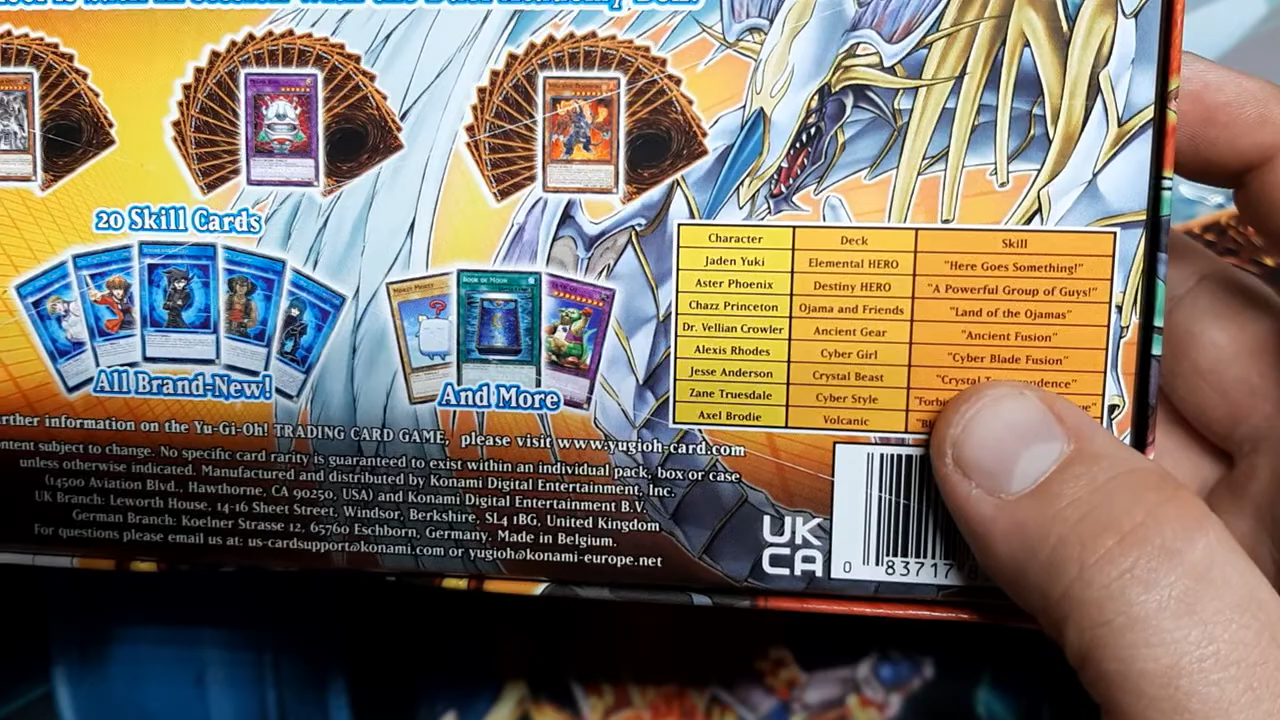 20 Skill Cards
BOOK OF MOON
All Brand-New!
And More
Character Deck Skill
Jaden Yuki Elemental HERO "Here Goes Something!"
Aster Phoenix Destiny HERO "A Powerful Group of Guys!"
Chazz Princeton Ojama and Friends "Land of the Ojamas"
Dr. Vellian Crowler Ancient Gear "Ancient Fusion"
Alexis Rhodes Cyber Girl "Cyber Blade Fusion"
Jesse Anderson Crystal Beast "Crystal
Zane Truesdale Cyber Style
Axel Brodie Volcanic
information on the Yu-Gi-Oh! TRADING CARD GAME, please visit www.yugioh-card.com
subject to change. No specific card rarity is guaranteed to exist within an individual pack, box or case
unless otherwise indicated. Manufactured and distributed by Konami Digital Entertainment, Inc.
(14500 Aviation Blvd., Hawthorne, CA 90250, USA) and Konami Digital Entertainment B.V.
UK Branch: Leworth House, 14-16 Sheet Street, Windsor, Berkshire, SL4 1BG, United Kingdom
German Branch: Koelner Strasse 12, 65760 Eschborn, Germany. Made in Belgium.
For questions please email us at: us-cardsupport@konami.com or yugioh@konami-europe.net
UK
CA
0 83717